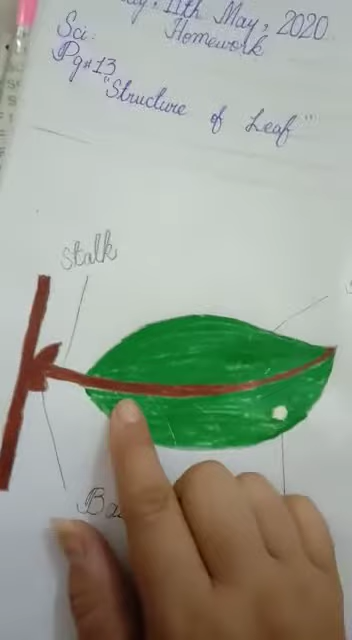 11th May, 2020
Sci: Homework
Pg#13
"Structure of Leaf"
Stalk